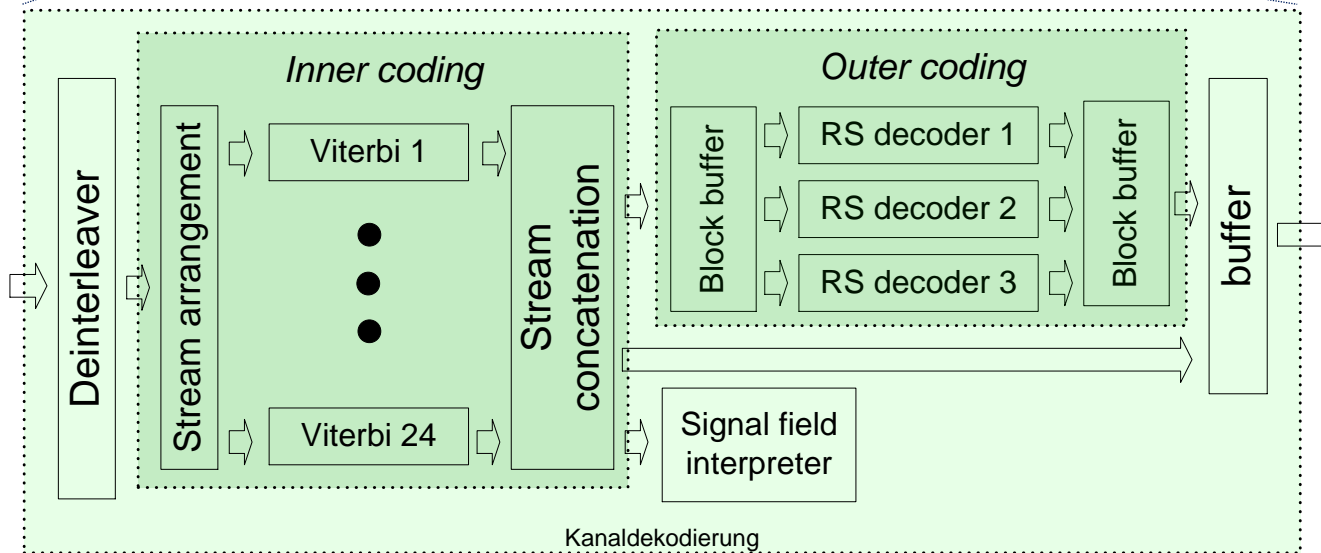 Inner coding
Outer coding
Deinterleaver
Stream arrangement
Viterbi 1
Viterbi 24
Stream
concatenation
Block buffer
RS decoder 1
RS decoder 2
RS decoder 3
Block buffer
buffer
Signal field
interpreter
Kanaldekodierung